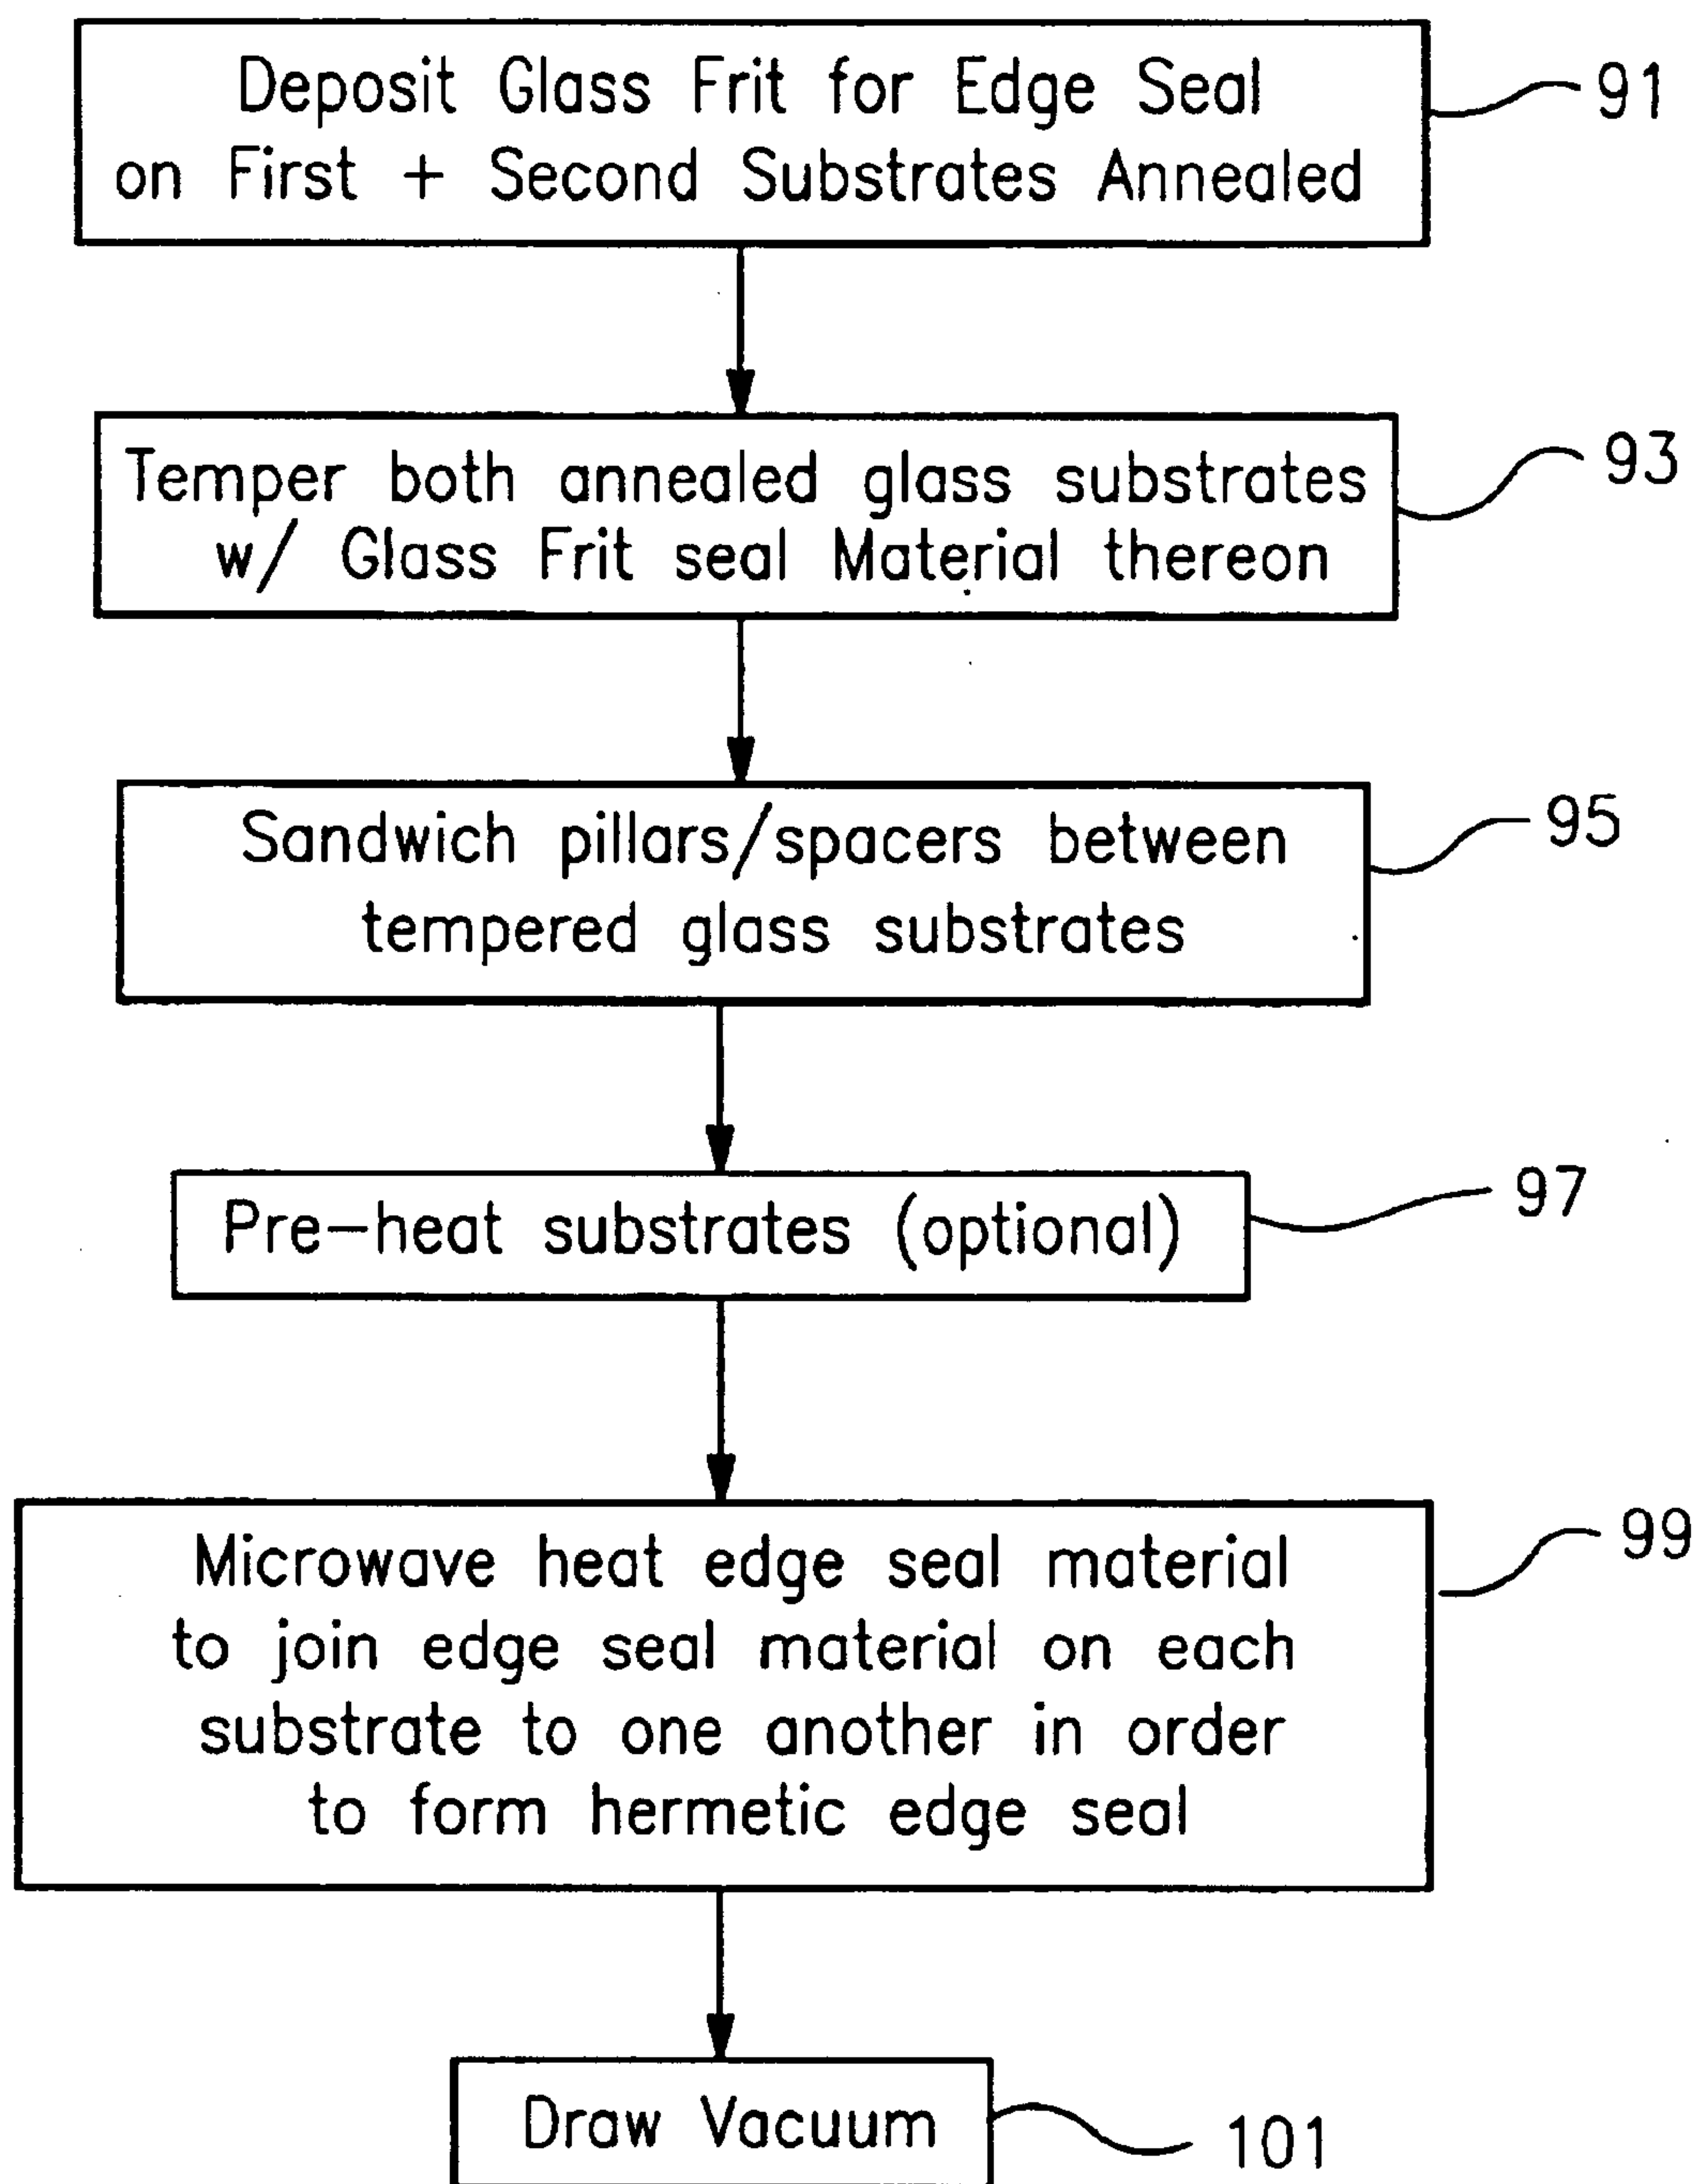 Deposit Glass Frit for Edge Seal
on First + Second Substrates Annealed
91
Temper both annealed glass substrates
w/ Glass Frit seal Material thereon
93
Sandwich pillars/spacers between
tempered glass substrates
95
Pre-heat substrates (optional)
97
Microwave heat edge seal material
to join edge seal material on each
substrate to one another in order
to form hermetic edge seal
99
Draw Vacuum
101